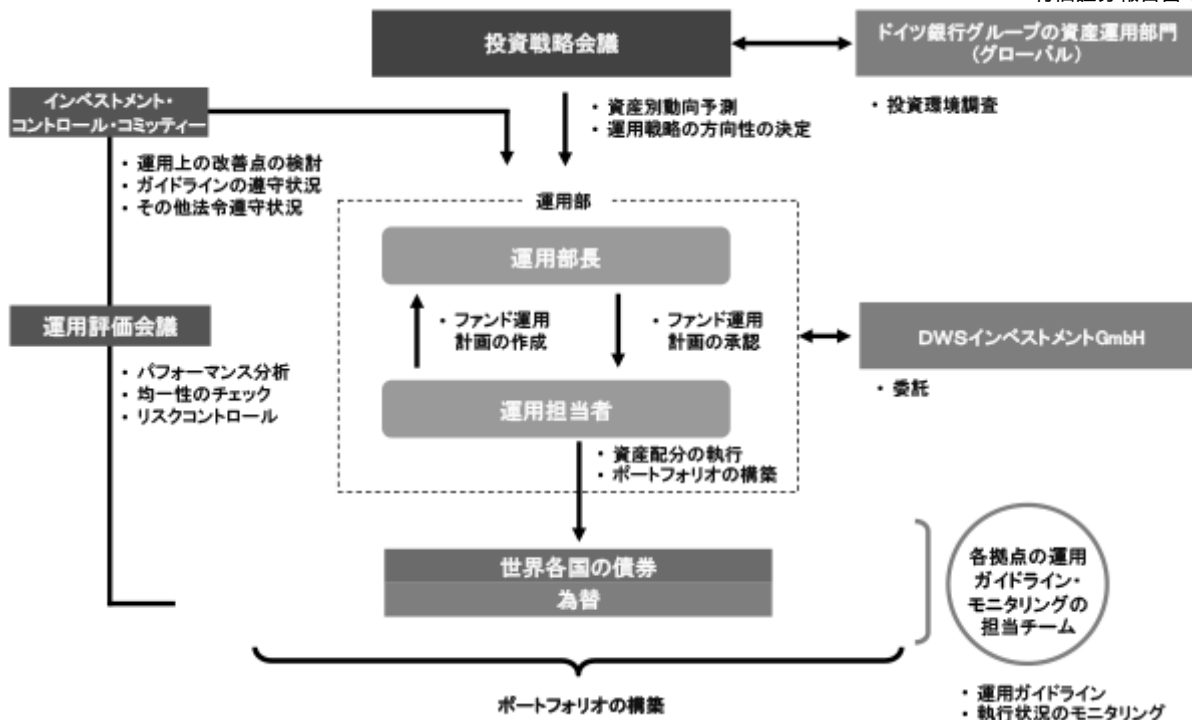 投資戦略会議
ドイツ銀行グループの資産運用部門
(グローバル)
・投資環境調査
・資産別動向予測
・運用戦略の方向性の決定
インベストメント・
コントロール・コミッティー
・運用上の改善点の検討
・ガイドラインの遵守状況
・その他法令遵守状況
運用部
運用部長
・ファンド運用
計画の作成
・ファンド運用
計画の承認
運用評価会議
・パフォーマンス分析
・均一性のチェック
・リスクコントロール
DWSインベストメントGmbH
・委託
運用担当者
・資産配分の執行
・ポートフォリオの構築
世界各国の債券
為替
各拠点の運用
ガイドライン・
モニタリングの
担当チーム
・運用ガイドライン
・執行状況のモニタリング
ポートフォリオの構築